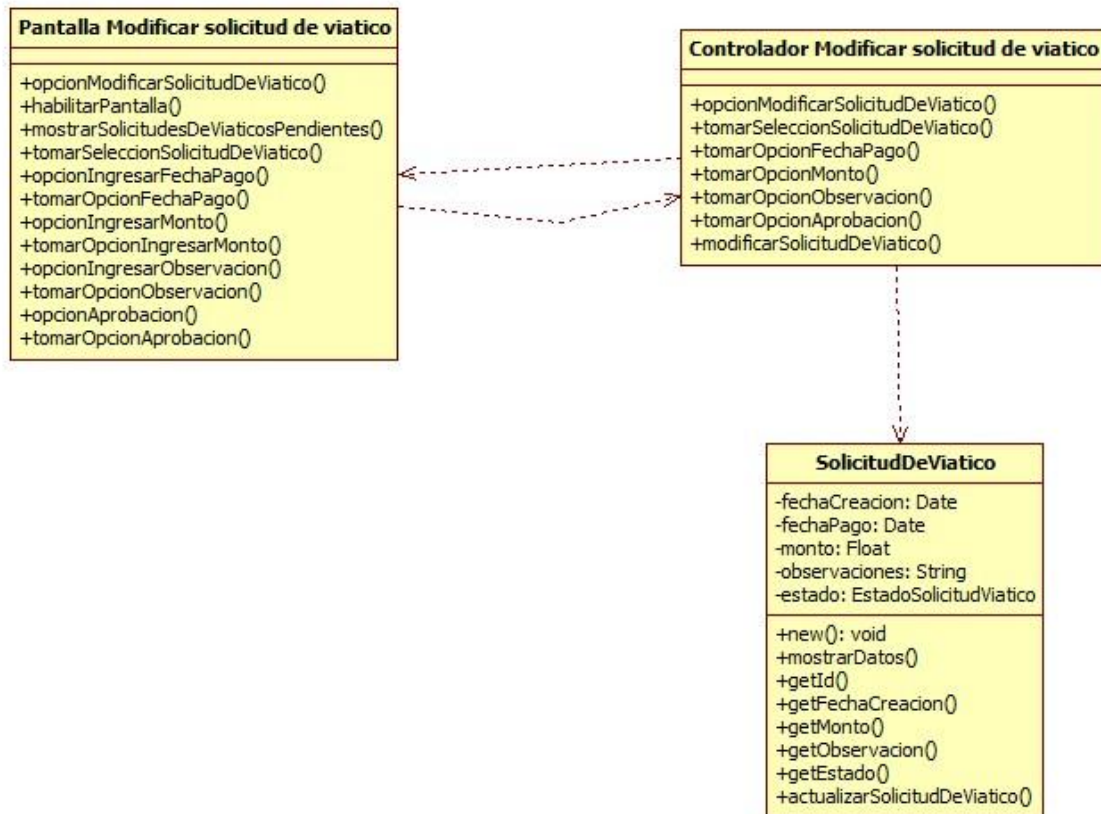 Pantalla Modificar solicitud de viatico
+opcionModificarSolicitudDeViatico()
+habilitarPantalla()
+mostrarSolicitudesDeViaticosPendientes()
+tomarSeleccionSolicitudDeViatico()
+opcionIngresarFechaPago()
+tomarOpcionFechaPago()
+opcionIngresarMonto()
+tomarOpcionIngresarMonto()
+opcionIngresarObservacion()
+tomarOpcionObservacion()
+opcionAprobacion()
+tomarOpcionAprobacion()
Controlador Modificar solicitud de viatico
+opcionModificarSolicitudDeViatico()
+tomarSeleccionSolicitudDeViatico()
+tomarOpcionFechaPago()
+tomarOpcionMonto()
+tomarOpcionObservacion()
+tomarOpcionAprobacion()
+modificarSolicitudDeViatico()
SolicitudDeViatico
-fechaCreacion: Date
-fechaPago: Date
-monto: Float
-observaciones: String
-estado: EstadoSolicitudViatico
+new(): void
+mostrarDatos()
+getId()
+getFechaCreacion()
+getMonto()
+getObservacion()
+getEstado()
+actualizarSolicitudDeViatico()